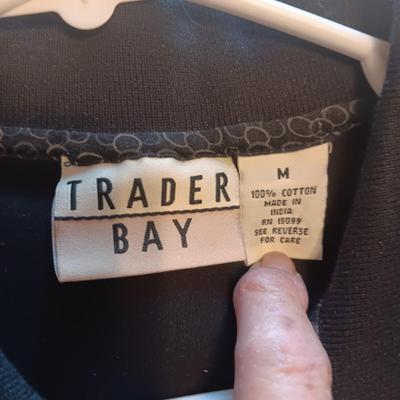 TRADER
BAY
M
100% COTTON
MADE IN
INDIA
RN 15099
SEE REVERSE
FOR CARE